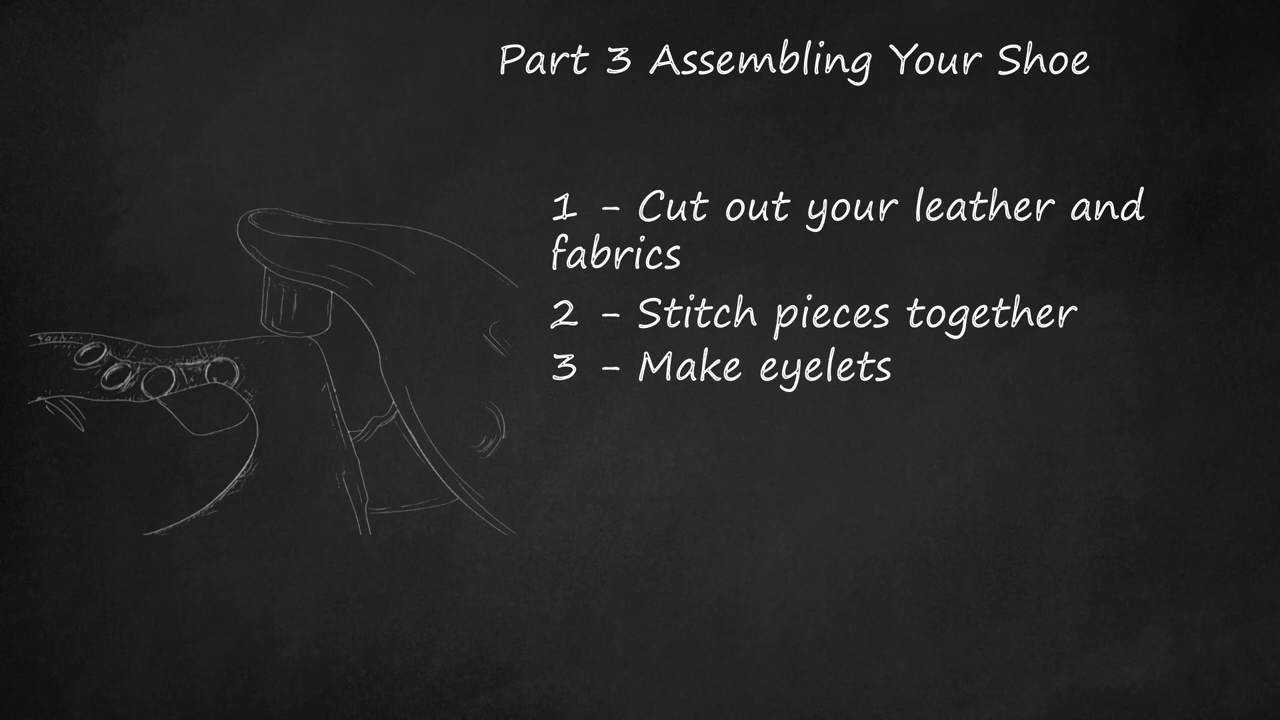 Part 3 Assembling Your Shoe
1 - Cut out your leather and
fabrics
2 - Stitch pieces together
3 - Make eyelets